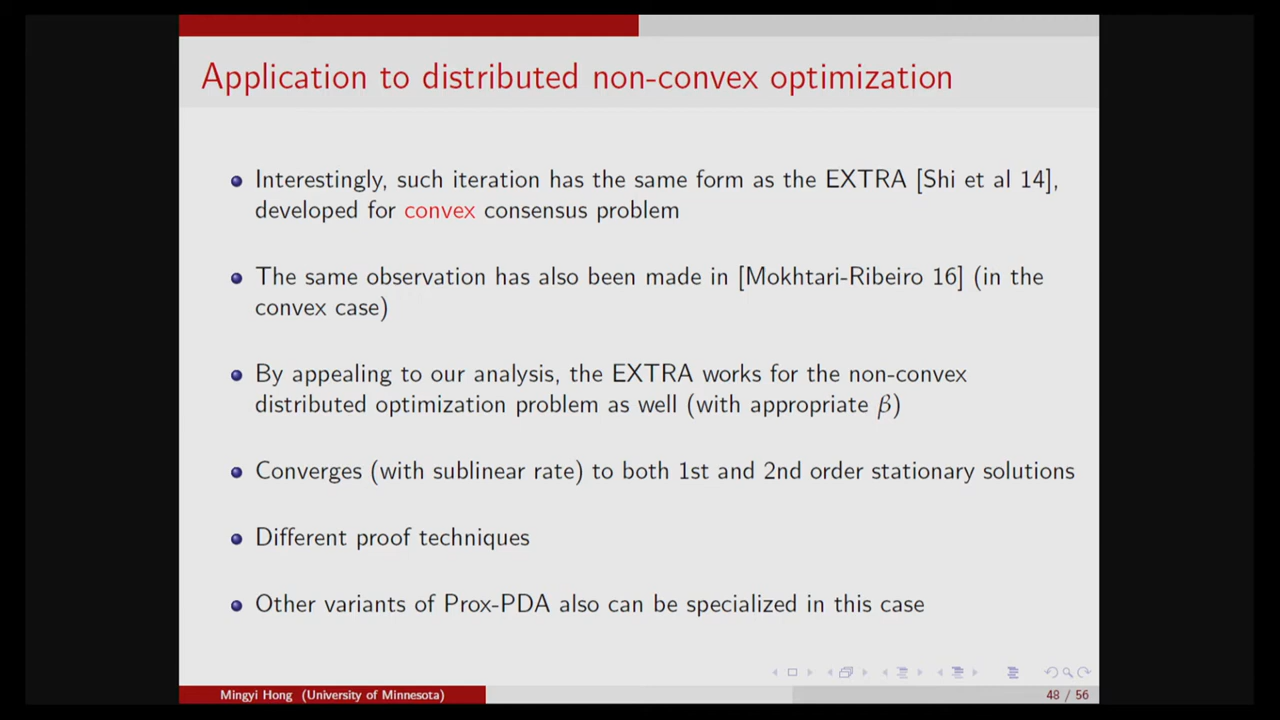 Application to distributed non-convex optimization
Interestingly, such iteration has the same form as the EXTRA [Shi et al 14],
developed for convex consensus problem
The same observation has also been made in [Mokhtari-Ribeiro 16] (in the
convex case)
By appealing to our analysis, the EXTRA works for the non-convex
distributed optimization problem as well (with appropriate β)
Converges (with sublinear rate) to both 1st and 2nd order stationary solutions
Different proof techniques
Other variants of Prox-PDA also can be specialized in this case
Mingyi Hong (University of Minnesota)
48 / 56